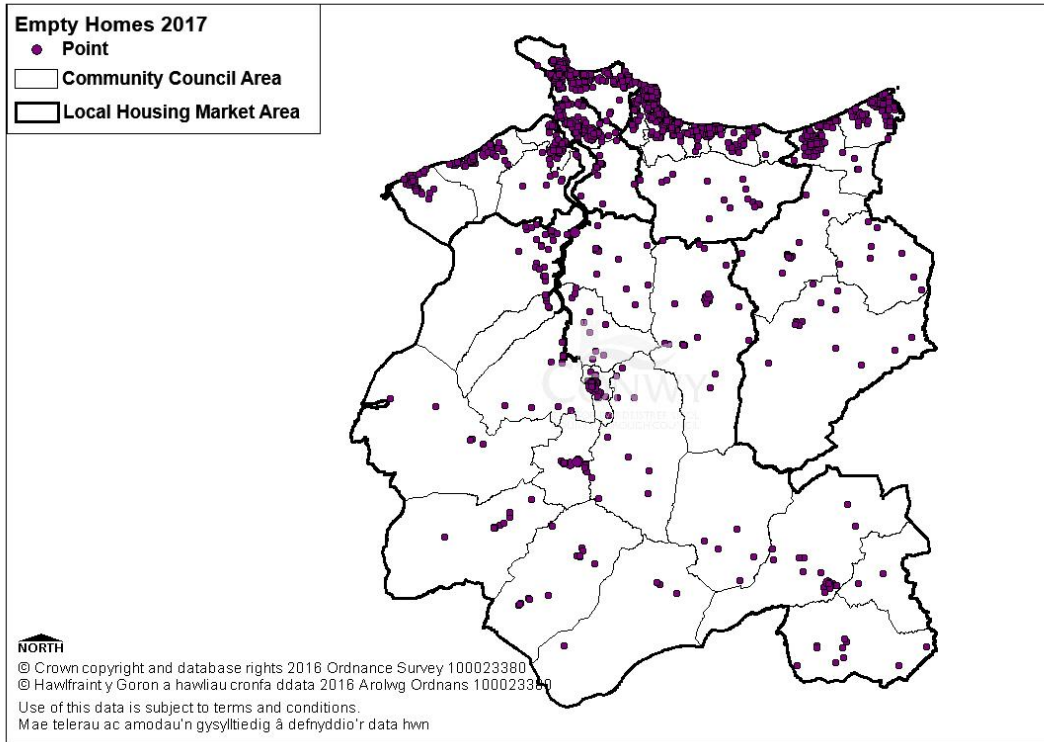 Empty Homes 2017
Point
Community Council Area
Local Housing Market Area
CONWY
NORTH
© Crown copyright and database rights 2016 Ordnance Survey 100023380
© Hawlfraint y Goron a hawliau cronfa ddata 2016 Arolwg Ordnans 100023380
Use of this data is subject to terms and conditions.
Mae telerau ac amodau'n gysylltiedig â defnyddio'r data hwn